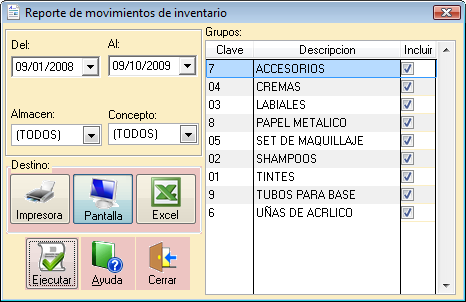 Reporte de movimientos de inventario
Del: Al:
09/01/2008 09/10/2009
Almacen: Concepto:
(TODOS) (TODOS)
Destino:
Impresora Pantalla Excel
Ejecutar Ayuda Cerrar
Grupos:
Clave Descripcion Incluir
7 ACCESORIOS
04 CREMAS
03 LABIALES
8 PAPEL METALICO
05 SET DE MAQUILLAJE
02 SHAMPOOS
01 TINTES
9 TUBOS PARA BASE
6 UÑAS DE ACRLICO